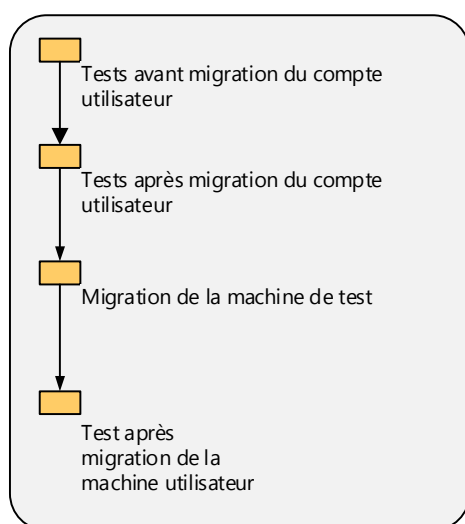 Tests avant migration du compte
utilisateur
Tests après migration du compte
utilisateur
Migration de la machine de test
Test après
migration de la
machine utilisateur